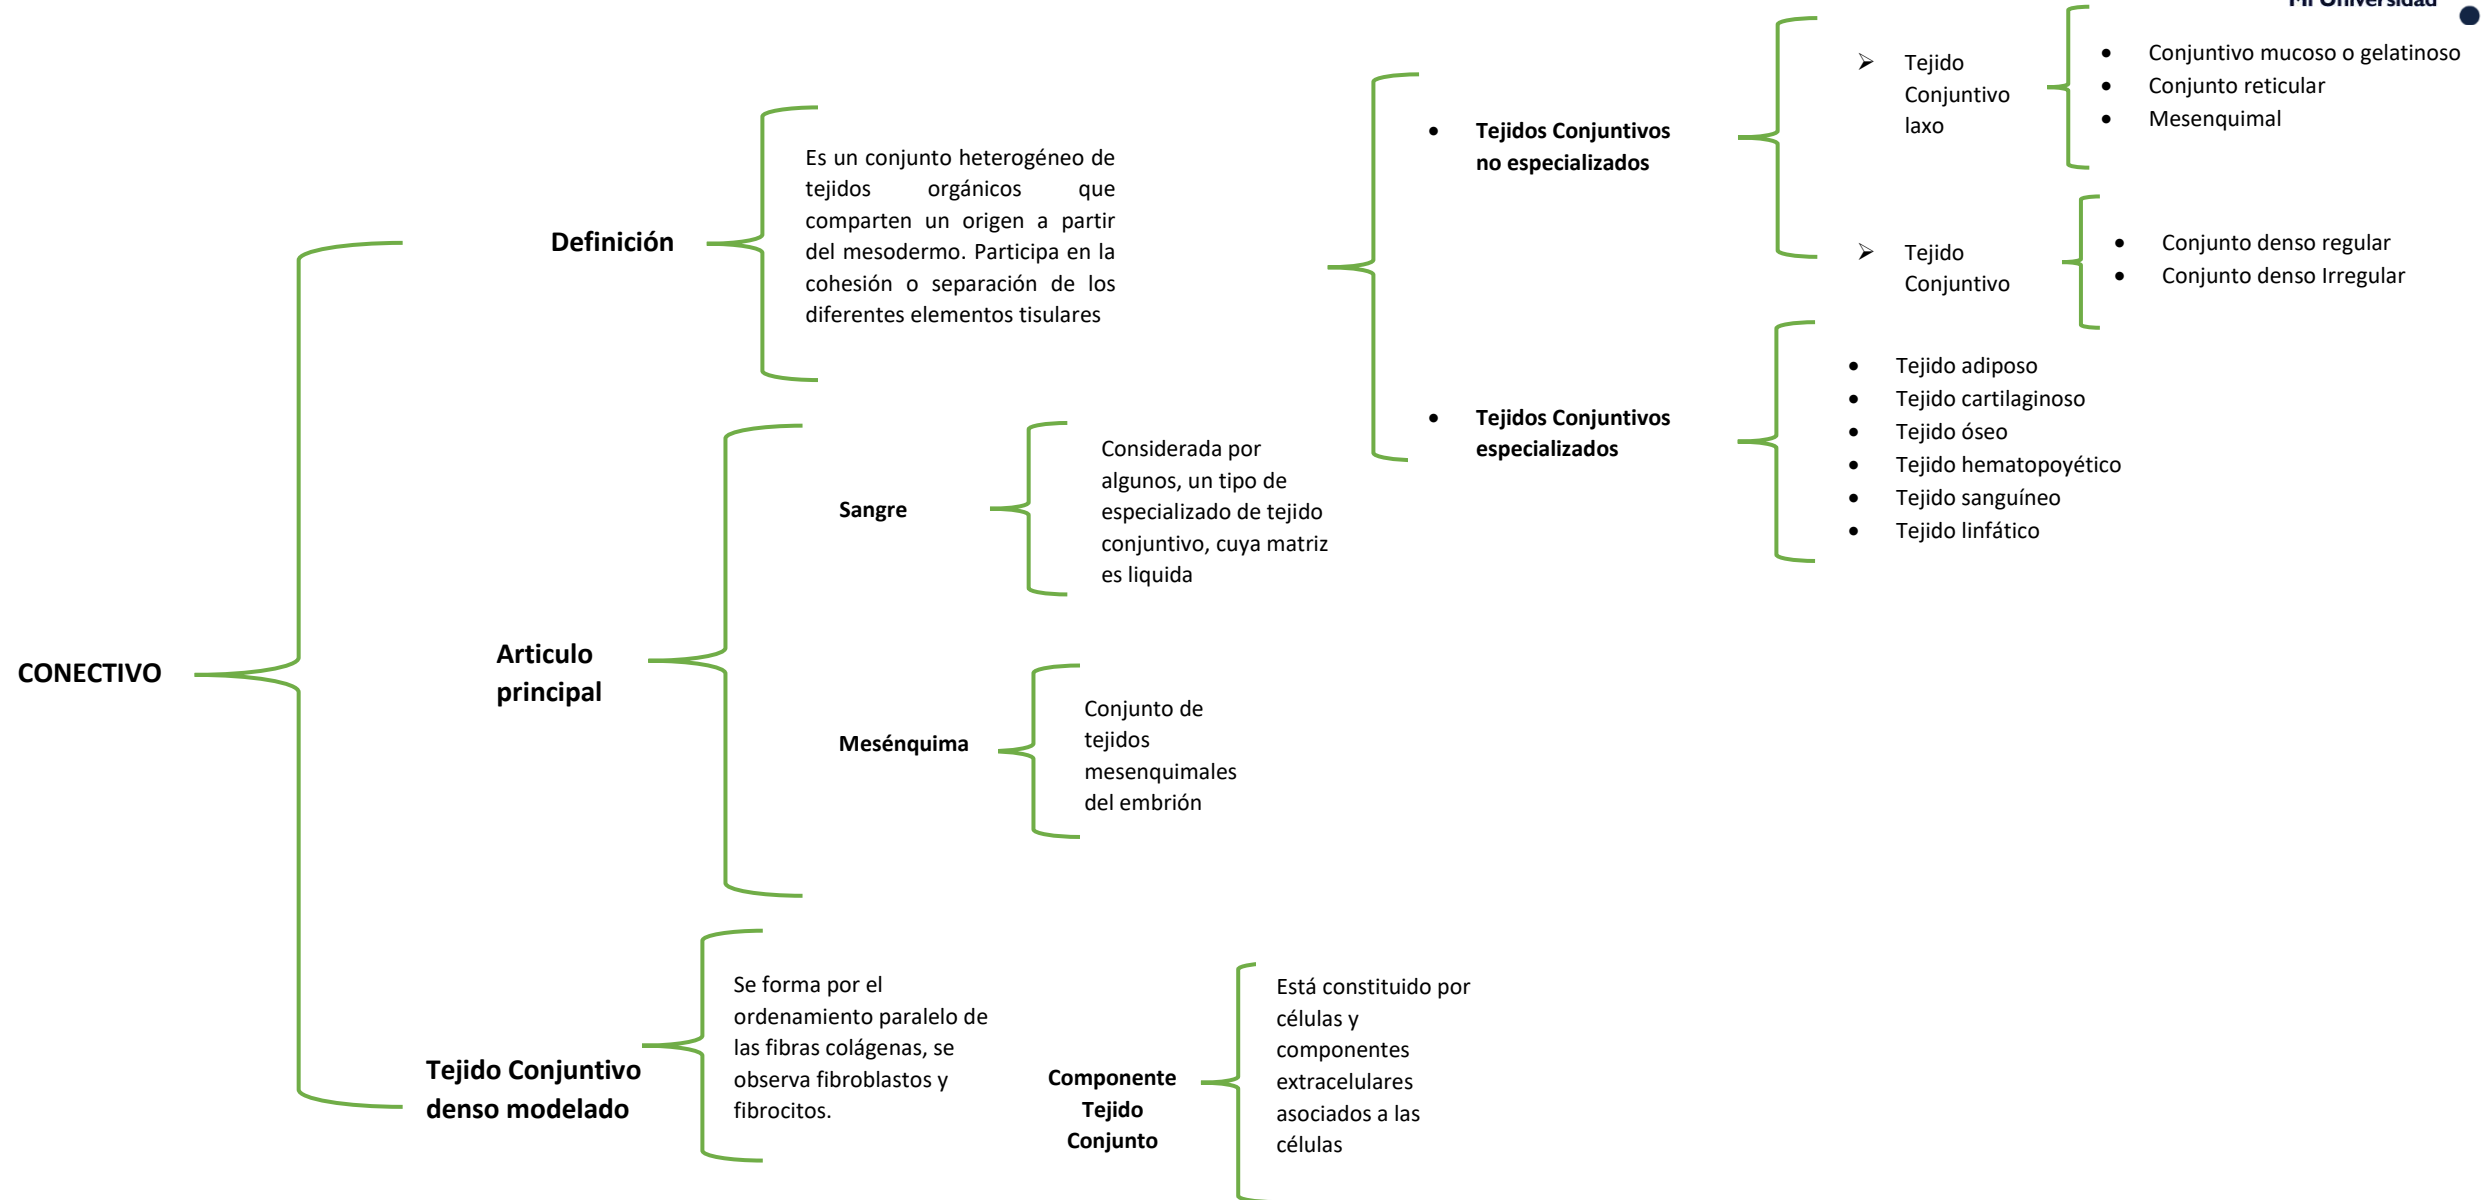 Mi Universidad
CONECTIVO
Definición
Es un conjunto heterogéneo de
tejidos orgánicos que
comparten un origen a partir
del mesodermo. Participa en la
cohesión o separación de los
diferentes elementos tisulares
• Tejidos Conjuntivos
no especializados
➢ Tejido
Conjuntivo
laxo
• Conjuntivo mucoso o gelatinoso
• Conjunto reticular
• Mesenquimal
➢ Tejido
Conjuntivo
• Conjunto denso regular
• Conjunto denso Irregular
• Tejidos Conjuntivos
especializados
• Tejido adiposo
• Tejido cartilaginoso
• Tejido óseo
• Tejido hematopoyético
• Tejido sanguíneo
• Tejido linfático
Articulo
principal
Sangre
Considerada por
algunos, un tipo de
especializado de tejido
conjuntivo, cuya matriz
es liquida
Mesénquima
Conjunto de
tejidos
mesenquimales
del embrión
Tejido Conjuntivo
denso modelado
Se forma por el
ordenamiento paralelo de
las fibras colágenas, se
observa fibroblastos y
fibrocitos.
Componente
Tejido
Conjunto
Está constituido por
células y
componentes
extracelulares
asociados a las
células